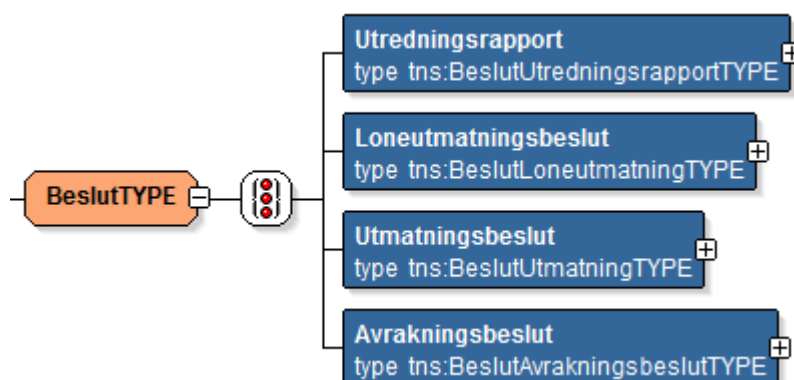 Utredningsrapport
type tns:BeslutUtredningsrapportTYPE
Loneutmatningsbeslut
type tns:BeslutLoneutmatningTYPE
BeslutTYPE
Utmatningsbeslut
type tns:BeslutUtmatningTYPE
Avrakningsbeslut
type tns:BeslutAvrakningsbeslutTYPE